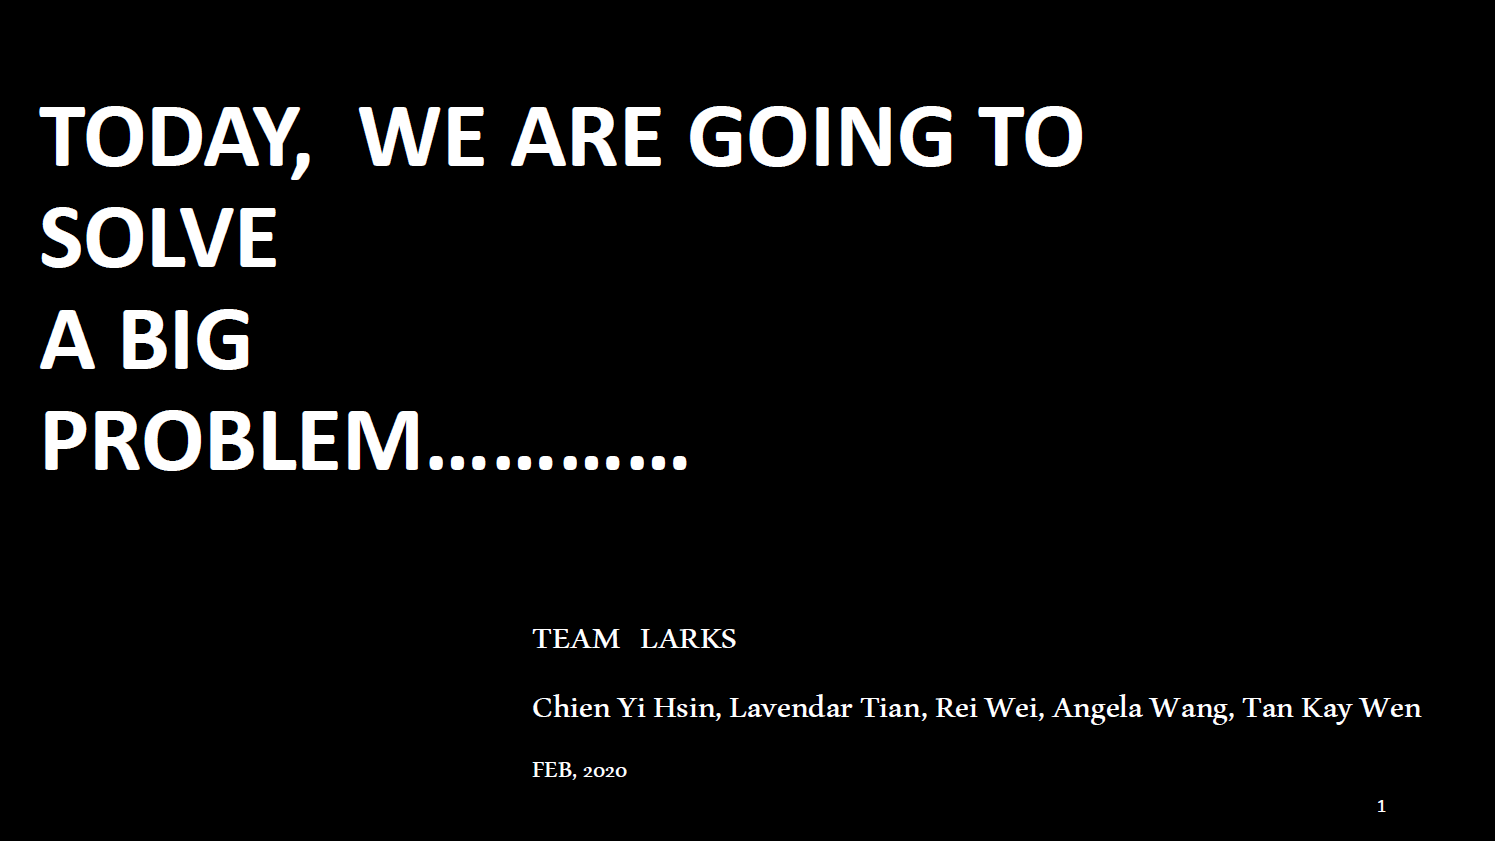 TODAY,  WE ARE GOING TO
SOLVE
A BIG
PROBLEM…………
TEAM   LARKS
Chien Yi Hsin, Lavendar Tian, Rei Wei, Angela Wang, Tan Kay Wen
FEB, 2020
1